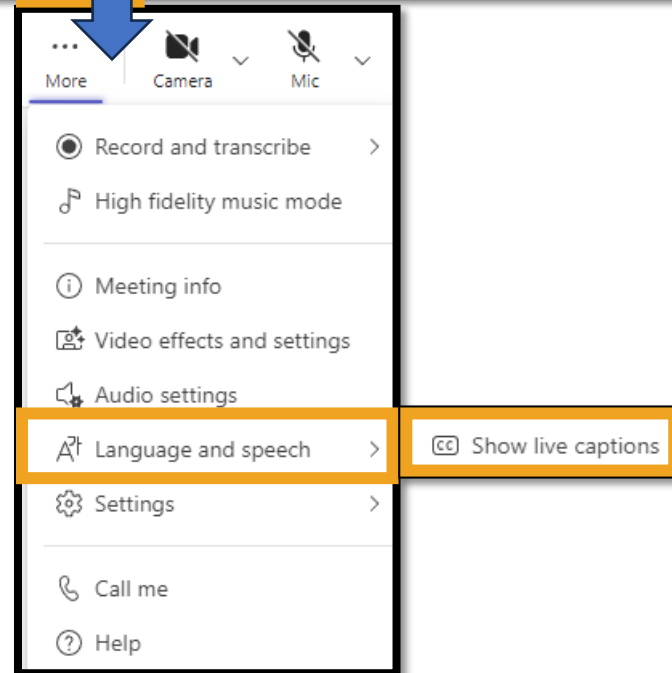 ...
More
Camera
Mic
Record and transcribe
High fidelity music mode
Meeting info
Video effects and settings
Audio settings
Language and speech
CC Show live captions
Settings
Call me
Help